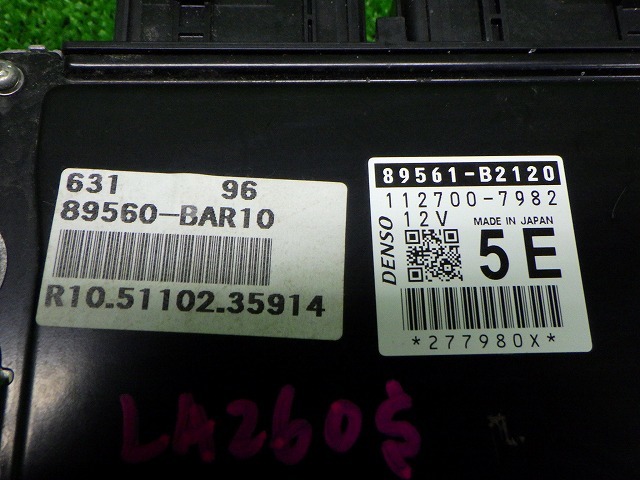 631 96
89560-BAR10
R10.51102.35914
89561-B2120
112700-7982
DENSO
12V MADE IN JAPAN
5E
*277980X*
LA260S